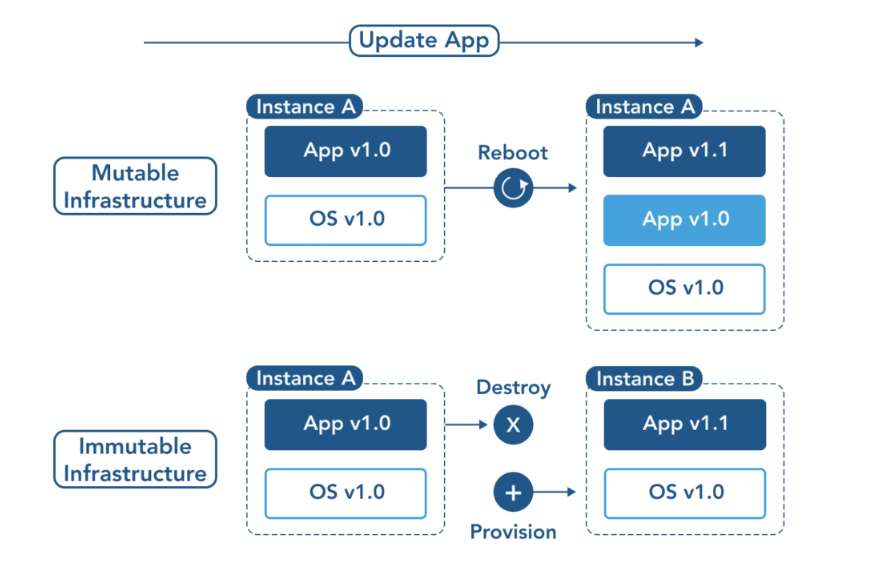 Update App
Instance A
Instance A
App v1.0
App v1.1
Reboot
Mutable
Infrastructure
OS v1.0
App v1.0
OS v1.0
Instance A
Instance B
Destroy
App v1.0
X
App v1.1
Immutable
Infrastructure
OS v1.0
+
OS v1.0
Provision